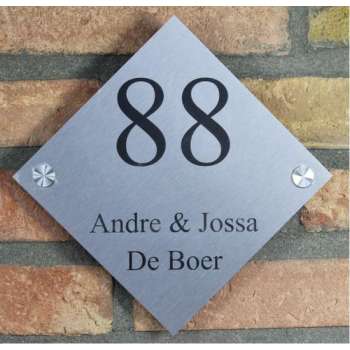 88
Andre & Jossa
De Boer